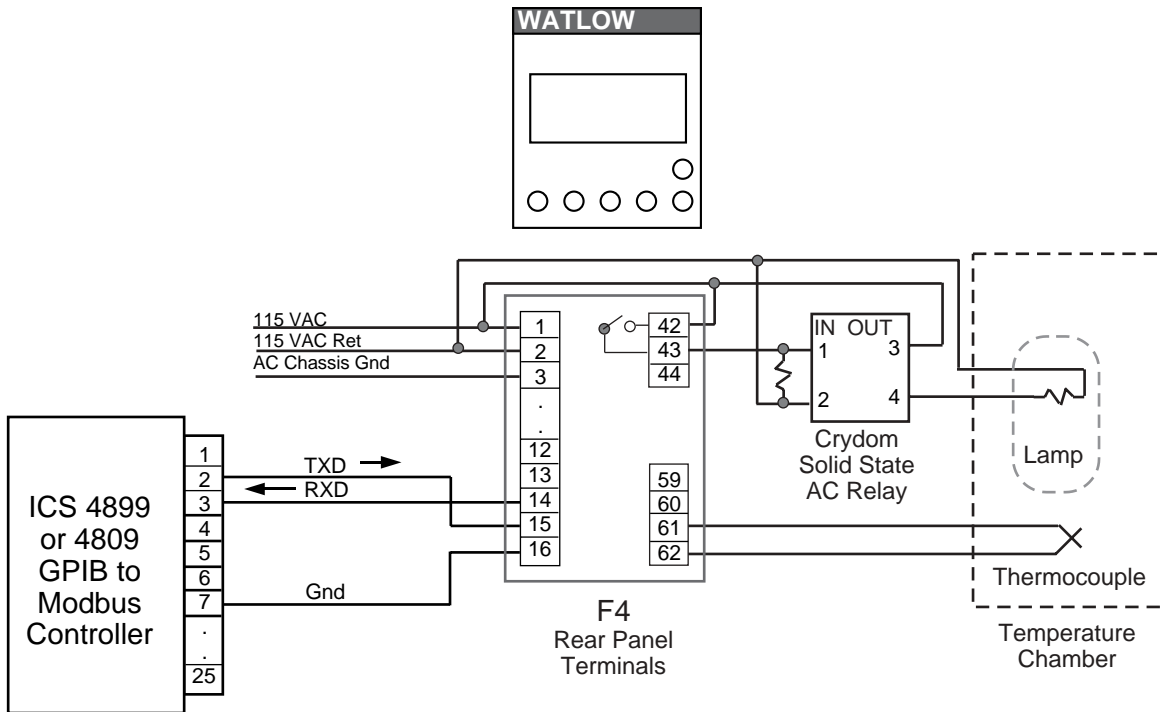 WATLOW
115 VAC
115 VAC Ret
AC Chassis Gnd
1
2
3
.
.
12
13
14
15
16
42
43
44
59
60
61
62
F4
Rear Panel
Terminals
IN OUT
1
3
2
4
Crydom
Solid State
AC Relay
Lamp
Thermocouple
Temperature
Chamber
TXD
RXD
Gnd
ICS 4899
or 4809
GPIB to
Modbus
Controller
1
2
3
4
5
6
7
.
.
25